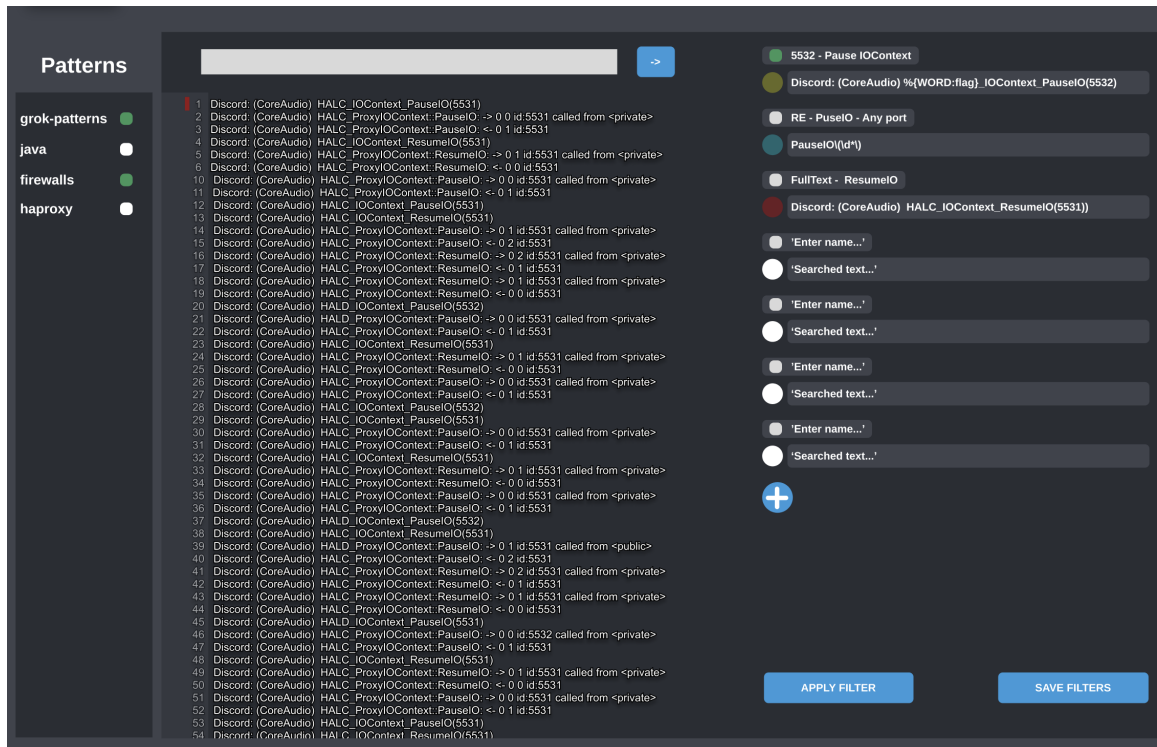 Patterns
grok-patterns
java
firewalls
haproxy
->
1 Discord: (CoreAudio) HALC_IOContext_PauseIO(5531)
2 Discord: (CoreAudio) HALC_ProxyIOContext::PauseIO: -> 0 0 id:5531 called from <private>
3 Discord: (CoreAudio) HALC_ProxyIOContext::PauseIO: <- 0 1 id:5531
4 Discord: (CoreAudio) HALC_IOContext_ResumeIO(5531)
5 Discord: (CoreAudio) HALC_ProxyIOContext::ResumeIO: -> 0 1 id:5531 called from <private>
6 Discord: (CoreAudio) HALC_ProxyIOContext::ResumeIO: <- 0 0 id:5531
10 Discord: (CoreAudio) HALC_ProxyIOContext::PauseIO: -> 0 0 id:5531 called from <private>
11 Discord: (CoreAudio) HALC_ProxyIOContext::PauseIO: <- 0 1 id:5531
12 Discord: (CoreAudio) HALC_IOContext_PauseIO(5531)
13 Discord: (CoreAudio) HALC_IOContext_ResumeIO(5531)
14 Discord: (CoreAudio) HALC_ProxyIOContext::PauseIO: -> 0 1 id:5531 called from <private>
15 Discord: (CoreAudio) HALC_ProxyIOContext::PauseIO: <- 0 2 id:5531
16 Discord: (CoreAudio) HALC_ProxyIOContext::ResumeIO: -> 0 2 id:5531 called from <private>
17 Discord: (CoreAudio) HALC_ProxyIOContext::ResumeIO: <- 0 1 id:5531
18 Discord: (CoreAudio) HALC_ProxyIOContext::ResumeIO: -> 0 1 id:5531 called from <private>
19 Discord: (CoreAudio) HALC_ProxyIOContext::ResumeIO: <- 0 0 id:5531
20 Discord: (CoreAudio) HALD_IOContext_PauseIO(5532)
21 Discord: (CoreAudio) HALD_ProxyIOContext::PauseIO: -> 0 0 id:5531 called from <private>
22 Discord: (CoreAudio) HALC_ProxyIOContext::PauseIO: <- 0 1 id:5531
23 Discord: (CoreAudio) HALC_IOContext_ResumeIO(5531)
24 Discord: (CoreAudio) HALC_ProxyIOContext::ResumeIO: -> 0 1 id:5531 called from <private>
25 Discord: (CoreAudio) HALC_ProxyIOContext::ResumeIO: <- 0 0 id:5531
26 Discord: (CoreAudio) HALC_ProxyIOContext::PauseIO: -> 0 0 id:5531 called from <private>
27 Discord: (CoreAudio) HALC_ProxyIOContext::PauseIO: <- 0 1 id:5531
28 Discord: (CoreAudio) HALC_IOContext_PauseIO(5532)
29 Discord: (CoreAudio) HALC_IOContext_PauseIO(5531)
30 Discord: (CoreAudio) HALC_ProxyIOContext::PauseIO: -> 0 0 id:5531 called from <private>
31 Discord: (CoreAudio) HALC_ProxyIOContext::PauseIO: <- 0 1 id:5531
32 Discord: (CoreAudio) HALC_IOContext_ResumeIO(5531)
33 Discord: (CoreAudio) HALC_ProxyIOContext::ResumeIO: -> 0 1 id:5531 called from <private>
34 Discord: (CoreAudio) HALC_ProxyIOContext::ResumeIO: <- 0 0 id:5531
35 Discord: (CoreAudio) HALC_ProxyIOContext::PauseIO: -> 0 0 id:5531 called from <private>
36 Discord: (CoreAudio) HALC_ProxyIOContext::PauseIO: <- 0 1 id:5531
37 Discord: (CoreAudio) HALD_IOContext_PauseIO(5532)
38 Discord: (CoreAudio) HALC_IOContext_ResumeIO(5531)
39 Discord: (CoreAudio) HALD_ProxyIOContext::PauseIO: -> 0 1 id:5531 called from <public>
40 Discord: (CoreAudio) HALC_ProxyIOContext::PauseIO: <- 0 2 id:5531
41 Discord: (CoreAudio) HALC_ProxyIOContext::ResumeIO: -> 0 2 id:5531 called from <private>
42 Discord: (CoreAudio) HALC_ProxyIOContext::ResumeIO: <- 0 1 id:5531
43 Discord: (CoreAudio) HALC_ProxyIOContext::ResumeIO: -> 0 1 id:5531 called from <private>
44 Discord: (CoreAudio) HALC_ProxyIOContext::ResumeIO: <- 0 0 id:5531
45 Discord: (CoreAudio) HALD_IOContext_PauseIO(5531)
46 Discord: (CoreAudio) HALC_ProxyIOContext::PauseIO: -> 0 0 id:5532 called from <private>
47 Discord: (CoreAudio) HALC_ProxyIOContext::PauseIO: <- 0 1 id:5531
48 Discord: (CoreAudio) HALC_IOContext_ResumeIO(5531)
49 Discord: (CoreAudio) HALC_ProxyIOContext::ResumeIO: -> 0 1 id:5531 called from <private>
50 Discord: (CoreAudio) HALC_ProxyIOContext::ResumeIO: <- 0 0 id:5531
51 Discord: (CoreAudio) HALC_ProxyIOContext::PauseIO: -> 0 0 id:5531 called from <private>
52 Discord: (CoreAudio) HALC_ProxyIOContext::PauseIO: <- 0 1 id:5531
53 Discord: (CoreAudio) HALC_IOContext_PauseIO(5531)
54 Discord: (CoreAudio) HALC_IOContext_ResumeIO(5531)
5532 - Pause IOContext
Discord: (CoreAudio) %{WORD:flag}_IOContext_PauseIO(5532)
RE - PuseIO - Any port
PauseIO\(\d*\)
FullText - ResumeIO
Discord: (CoreAudio) HALC_IOContext_ResumeIO(5531))
'Enter name...'
‘Searched text...’
'Enter name...'
‘Searched text...’
'Enter name...'
‘Searched text...’
'Enter name...'
‘Searched text...’
APPLY FILTER
SAVE FILTERS